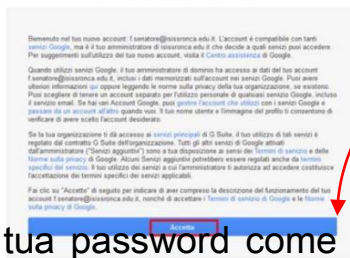 Benvenuto nel tuo nuovo account: f.senatore@isissronca.edu.it. L'account è compatibile con tanti
servizi Google, ma è il tuo amministratore di isissronca.edu.it che decide a quali servizi puoi accedere.
Per suggerimenti sull'utilizzo del tuo nuovo account, visita il Centro assistenza di Google.
Quando utilizzi servizi Google, il tuo amministratore di dominio ha accesso ai dati del tuo account
f.senatore@isissronca.edu.it, inclusi i dati memorizzati sull'account nei servizi Google. Puoi avere
ulteriori informazioni qui oppure leggendo le norme sulla privacy della tua organizzazione, se esistono.
Puoi scegliere di tenere un account separato per l'utilizzo personale di qualsiasi servizio Google, incluso
il servizio email. Se hai vari Account Google, puoi gestire l'account che utilizzi con i servizi Google e
passare da un account all'altro quando vuoi. Il tuo nome utente e l'immagine del profilo ti consentono di
verificare di avere scelto l'account desiderato.
Se la tua organizzazione ti dà accesso ai servizi principali di G Suite, il tuo utilizzo di tali servizi è
regolato dal contratto G Suite dell'organizzazione. Tutti gli altri servizi di Google attivati
dall'amministratore ("Servizi aggiuntivi") sono a tua disposizione ai sensi dei Termini di servizio e delle
Norme sulla privacy di Google. Alcuni Servizi aggiuntivi potrebbero essere regolati anche da termini
specifici del servizio. Il tuo utilizzo dei servizi a cui l'amministratore ti autorizza ad accedere costituisce
l'accettazione dei termini specifici dei servizi applicabili.
Fai clic su "Accetto" di seguito per indicare di aver compreso la descrizione del funzionamento del tuo
account f.senatore@isissronca.edu.it, nonché di accettare i Termini di servizio di Google e le Norme
sulla privacy di Google.
Accetto
tua password come